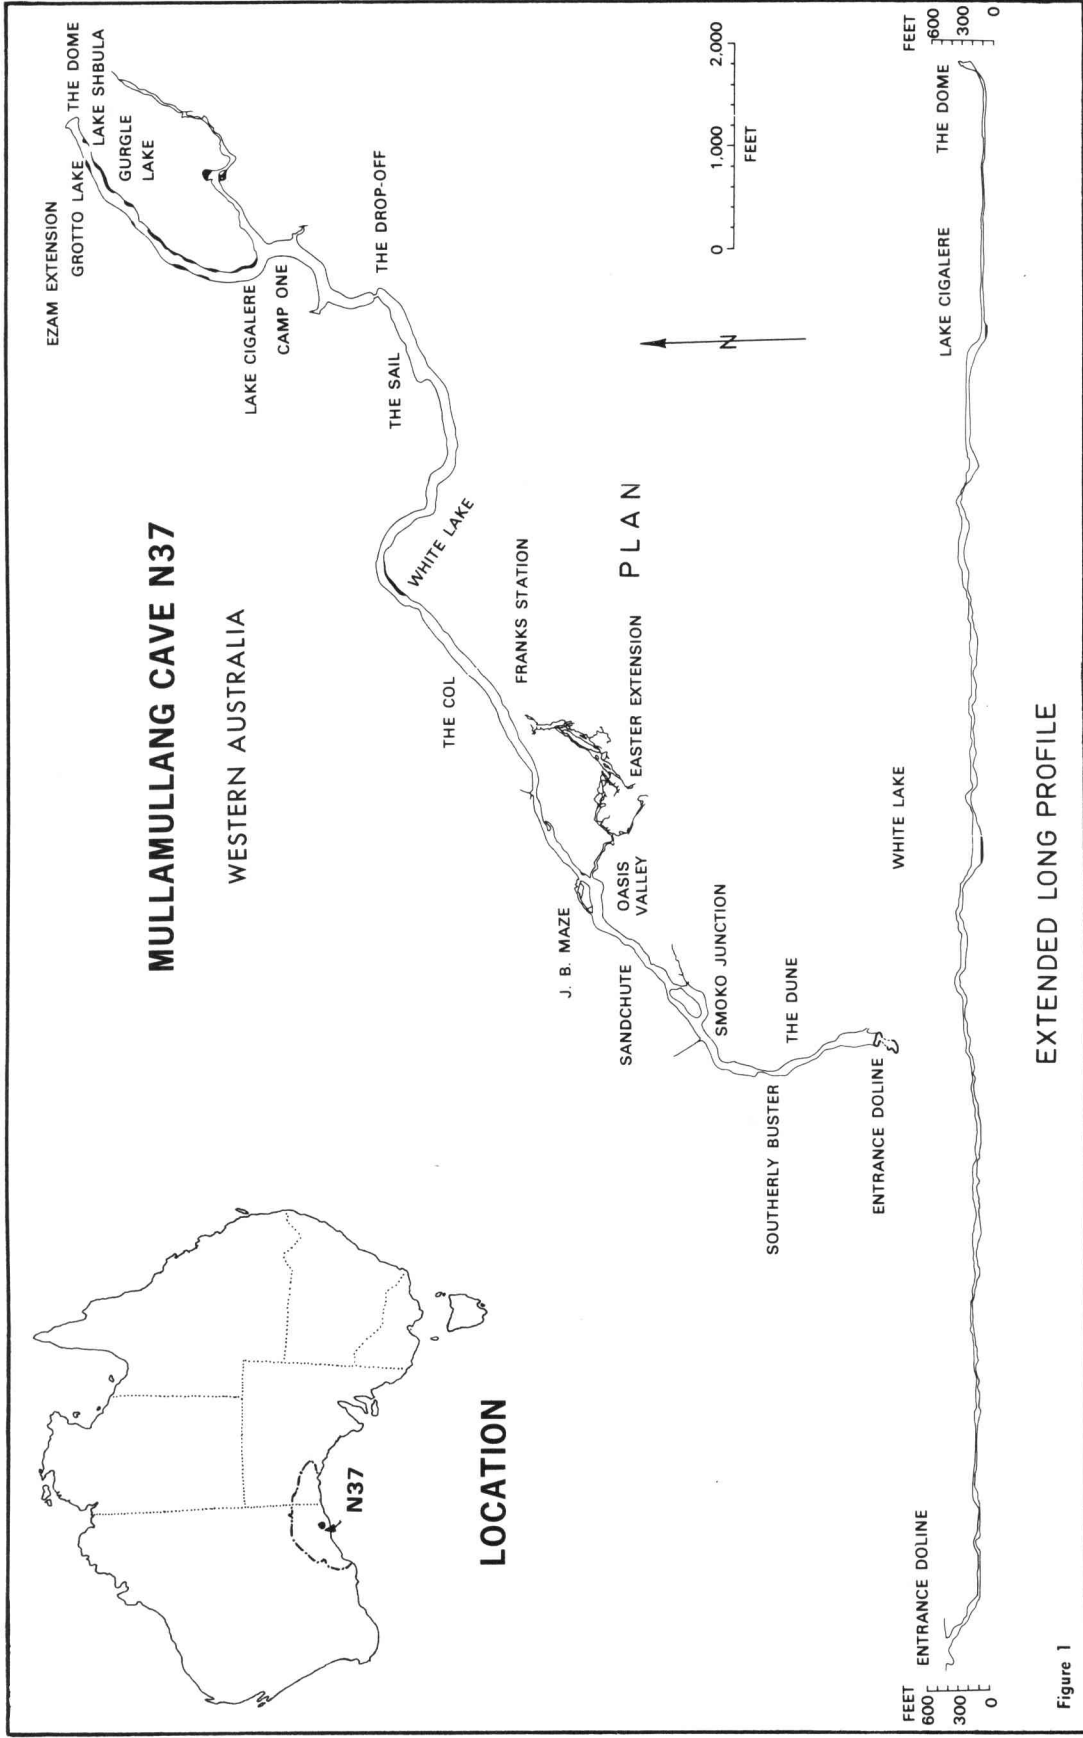 MULLAMULLANG CAVE N37
WESTERN AUSTRALIA
N37
LOCATION
EZAM EXTENSION
GROTTO LAKE
THE DOME
LAKE SHBULA
GURGLE
LAKE
LAKE CIGALERE
CAMP ONE
THE DROP-OFF
THE SAIL
WHITE LAKE
THE COL
FRANKS STATION
EASTER EXTENSION
J. B. MAZE
OASIS
VALLEY
SANDCHUTE
SMOKO JUNCTION
THE DUNE
SOUTHERLY BUSTER
ENTRANCE DOLINE
PLAN
N
0 1,000 2,000
FEET
FEET
600
300
0
ENTRANCE DOLINE
WHITE LAKE
LAKE CIGALERE
THE DOME
FEET
600
300
0
EXTENDED LONG PROFILE
Figure 1